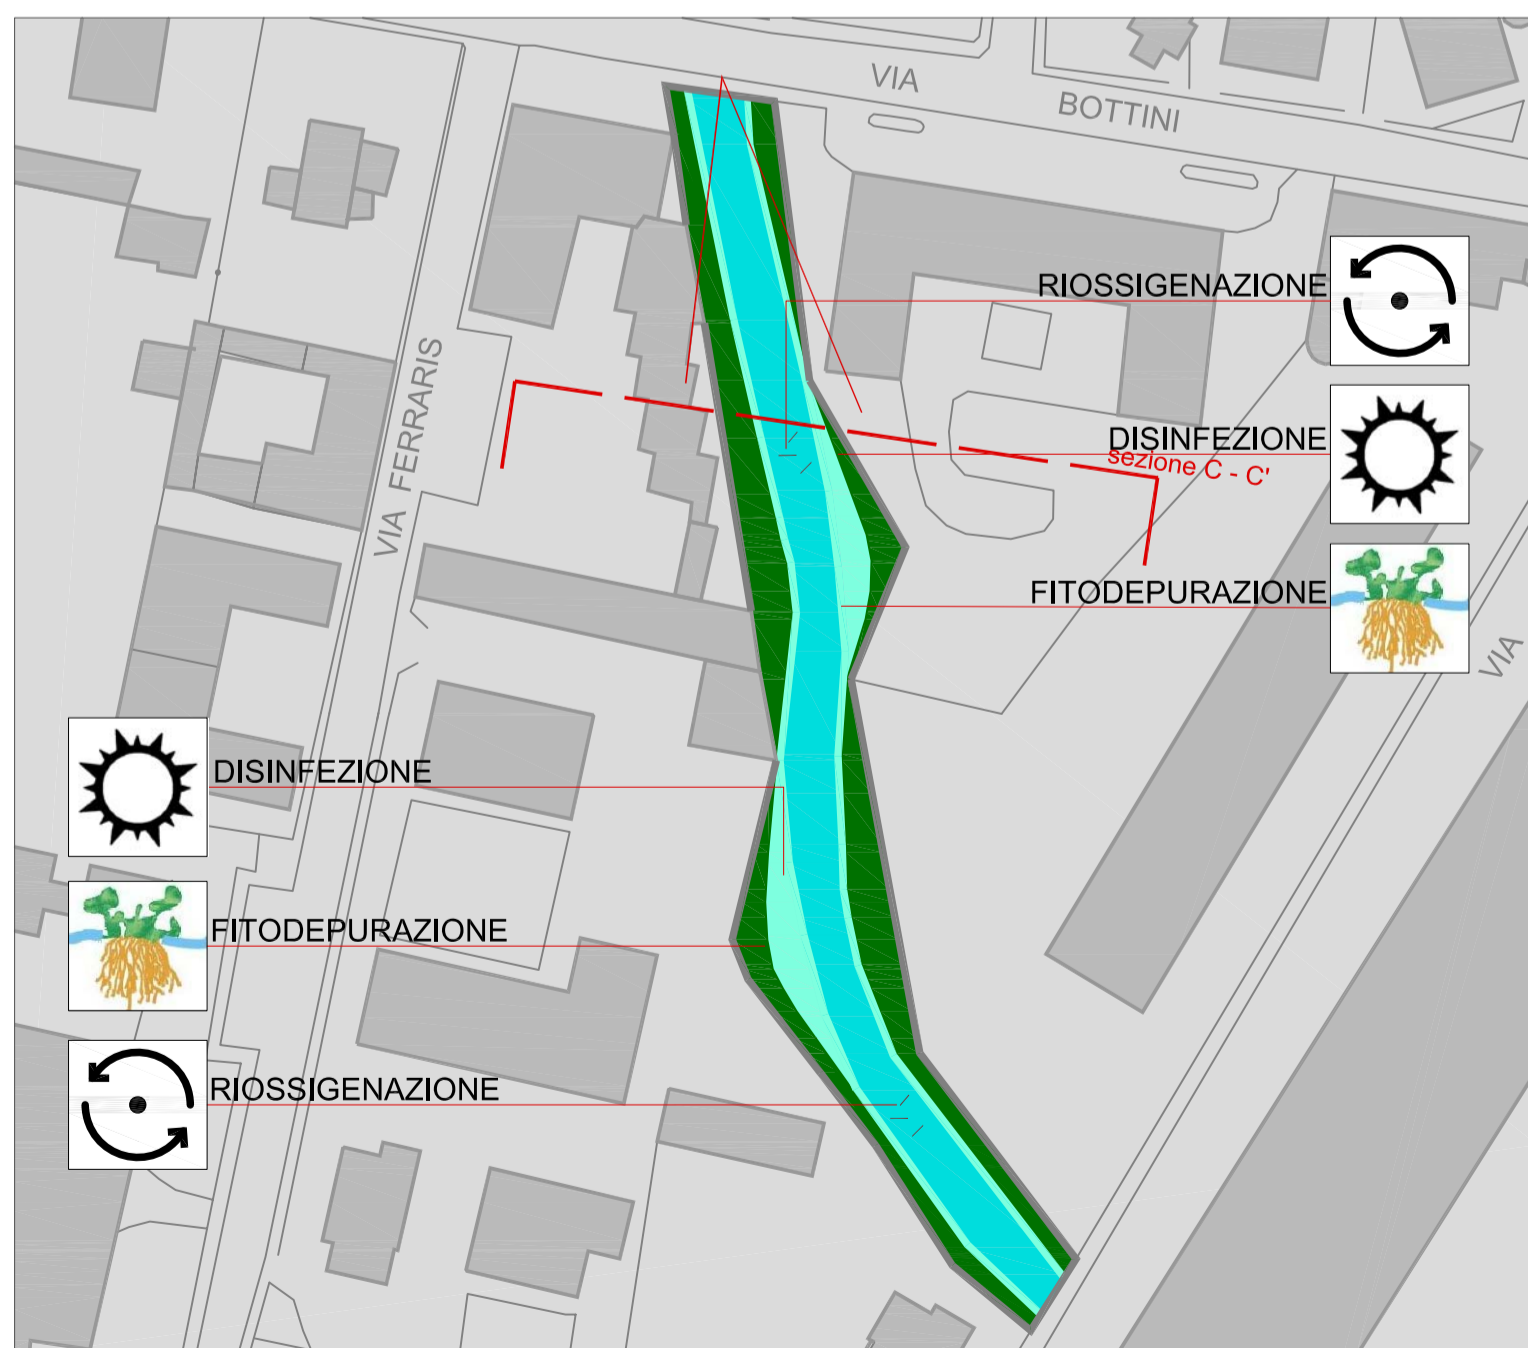 VIA
BOTTINI
RIOSSIGENAZIONE
VIA FERRARIS
DISINFEZIONE
sezione C - C'
FITODEPURAZIONE
VIA
DISINFEZIONE
FITODEPURAZIONE
RIOSSIGENAZIONE